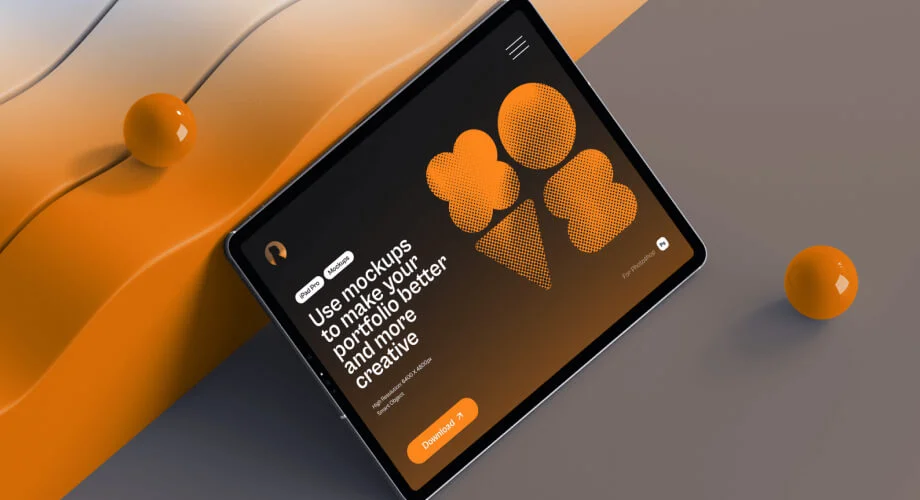 iPad Pro Mockups
Use mockups
to make your
portfolio better
and more
creative
High Resolution 6400 X 4800px
Smart Object
Download
For Photoshop
Ps